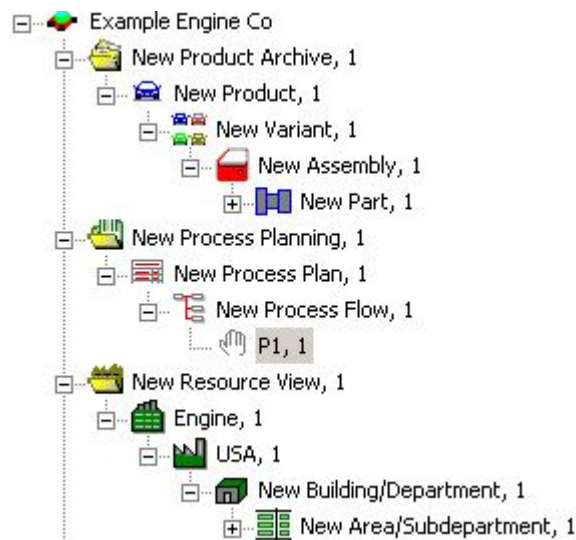 Example Engine Co
New Product Archive, 1
New Product, 1
New Variant, 1
New Assembly, 1
New Part, 1
New Process Planning, 1
New Process Plan, 1
New Process Flow, 1
P1, 1
New Resource View, 1
Engine, 1
USA, 1
New Building/Department, 1
New Area/Subdepartment, 1